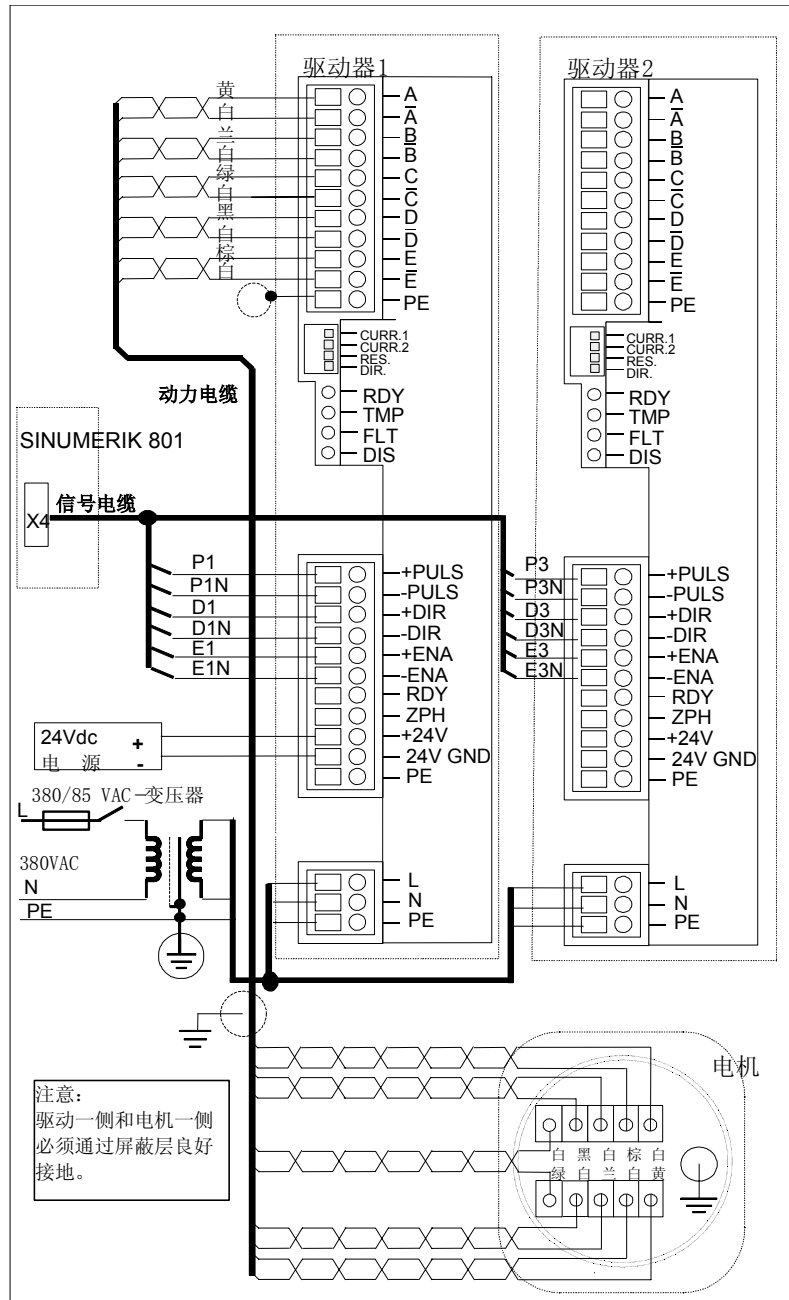 驱动器1
黄
白
兰
白
绿
白
黑
白
棕
白
A
A̅
B
B̅
C
C̅
D
D̅
E
E̅
PE
CURR.1
CURR.2
RES.
DIR.
RDY
TMP
FLT
DIS
驱动器2
A
A̅
B
B̅
C
C̅
D
D̅
E
E̅
PE
CURR.1
CURR.2
RES.
DIR.
RDY
TMP
FLT
DIS
动力电缆
SINUMERIK 801
X4
信号电缆
P1
P1N
D1
D1N
E1
E1N
+PULS
-PULS
+DIR
-DIR
+ENA
-ENA
RDY
ZPH
+24V
24V GND
PE
P3
P3N
D3
D3N
E3
E3N
+PULS
-PULS
+DIR
-DIR
+ENA
-ENA
RDY
ZPH
+24V
24V GND
PE
24Vdc +
电 源 -
380/85 VAC-变压器
L
380VAC
N
PE
L
N
PE
L
N
PE
电机
白 黑 白 棕 白
绿 白 兰 白 黄
注意：
驱动一侧和电机一侧
必须通过屏蔽层良好
接地。